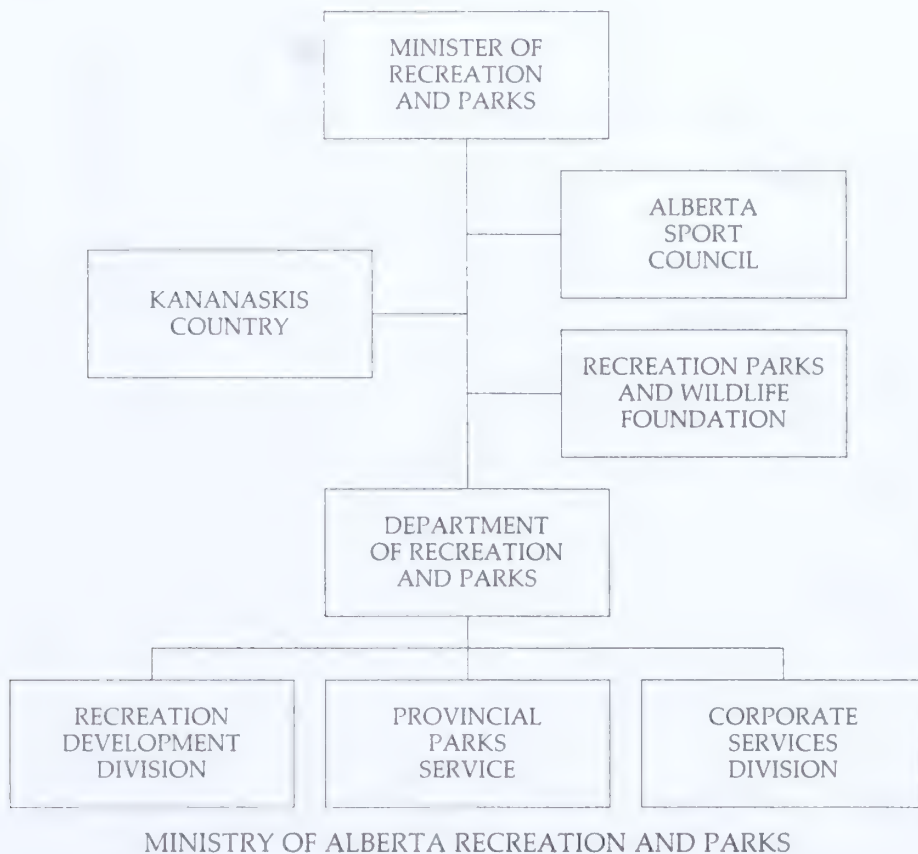 MINISTER OF
RECREATION
AND PARKS
ALBERTA
SPORT
COUNCIL
KANANASKIS
COUNTRY
RECREATION PARKS
AND WILDLIFE
FOUNDATION
DEPARTMENT
OF RECREATION
AND PARKS
RECREATION
DEVELOPMENT
DIVISION
PROVINCIAL
PARKS
SERVICE
CORPORATE
SERVICES
DIVISION
MINISTRY OF ALBERTA RECREATION AND PARKS